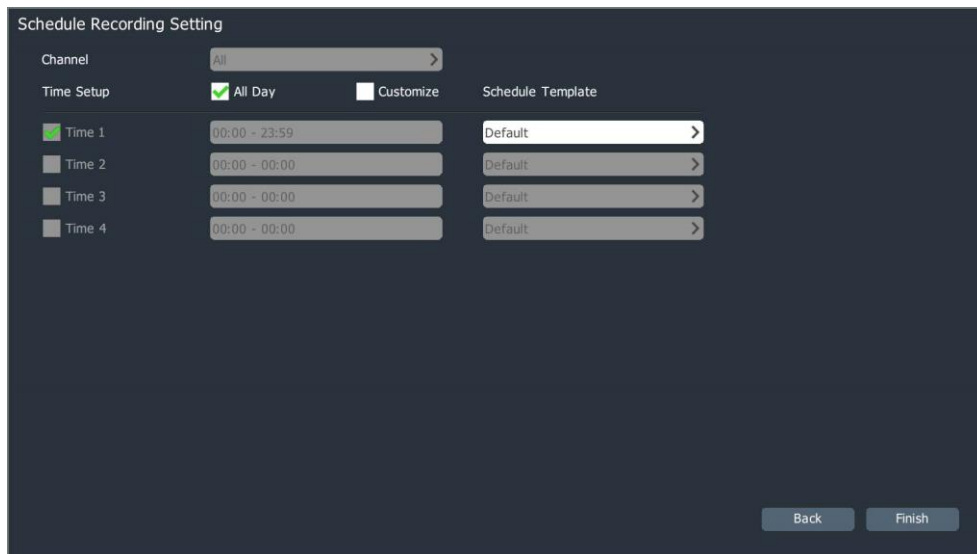 Schedule Recording Setting
Channel All
Time Setup All Day Customize Schedule Template
Time 1 00:00 - 23:59 Default
Time 2 00:00 - 00:00 Default
Time 3 00:00 - 00:00 Default
Time 4 00:00 - 00:00 Default
Back Finish